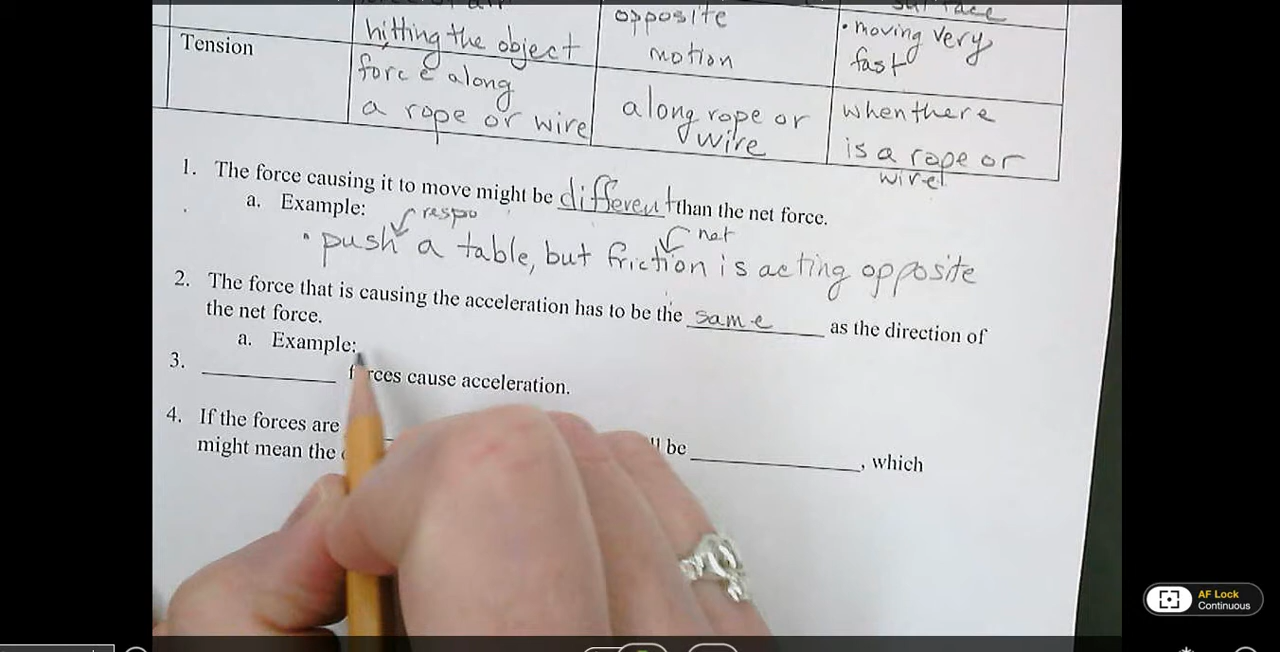 hitting the object
opposite
motion
surface
• moving very
fast
Tension
force along
a rope or wire
along rope or
wire
when there
is a rope or
wire
1. The force causing it to move might be different than the net force.
a. Example:
respo
net
• push a table, but friction is acting opposite
2. The force that is causing the acceleration has to be the same as the direction of
the net force.
a. Example:
3. ____________ forces cause acceleration.
4. If the forces are
be ____________, which
might mean the
AF Lock
Continuous